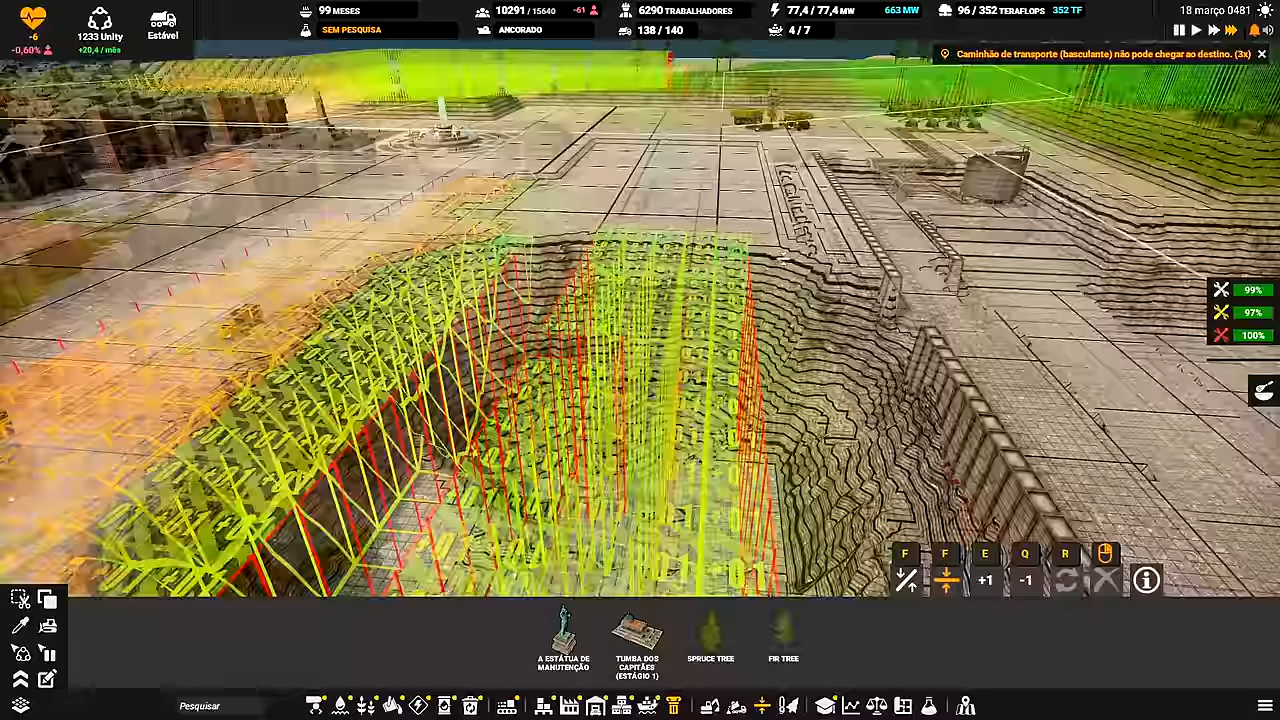 -6
-0,60%
1233 Unity
+20,4 / mês
Estável
99 MESES
SEM PESQUISA
10291 / 15640 -61
ANCORADO
6290 TRABALHADORES
138 / 140
77,4 / 77,4 MW 663 MW
4 / 7
96 / 352 TERAFLOPS 352 TF
18 março 0481
Caminhão de transporte (basculante) não pode chegar ao destino. (3x)
99%
97%
100%
F F E Q R
+1 -1
A ESTÁTUA DE MANUTENÇÃO
TUMBA DOS CAPITÃES (ESTÁGIO 1)
SPRUCE TREE
FIR TREE
Pesquisar